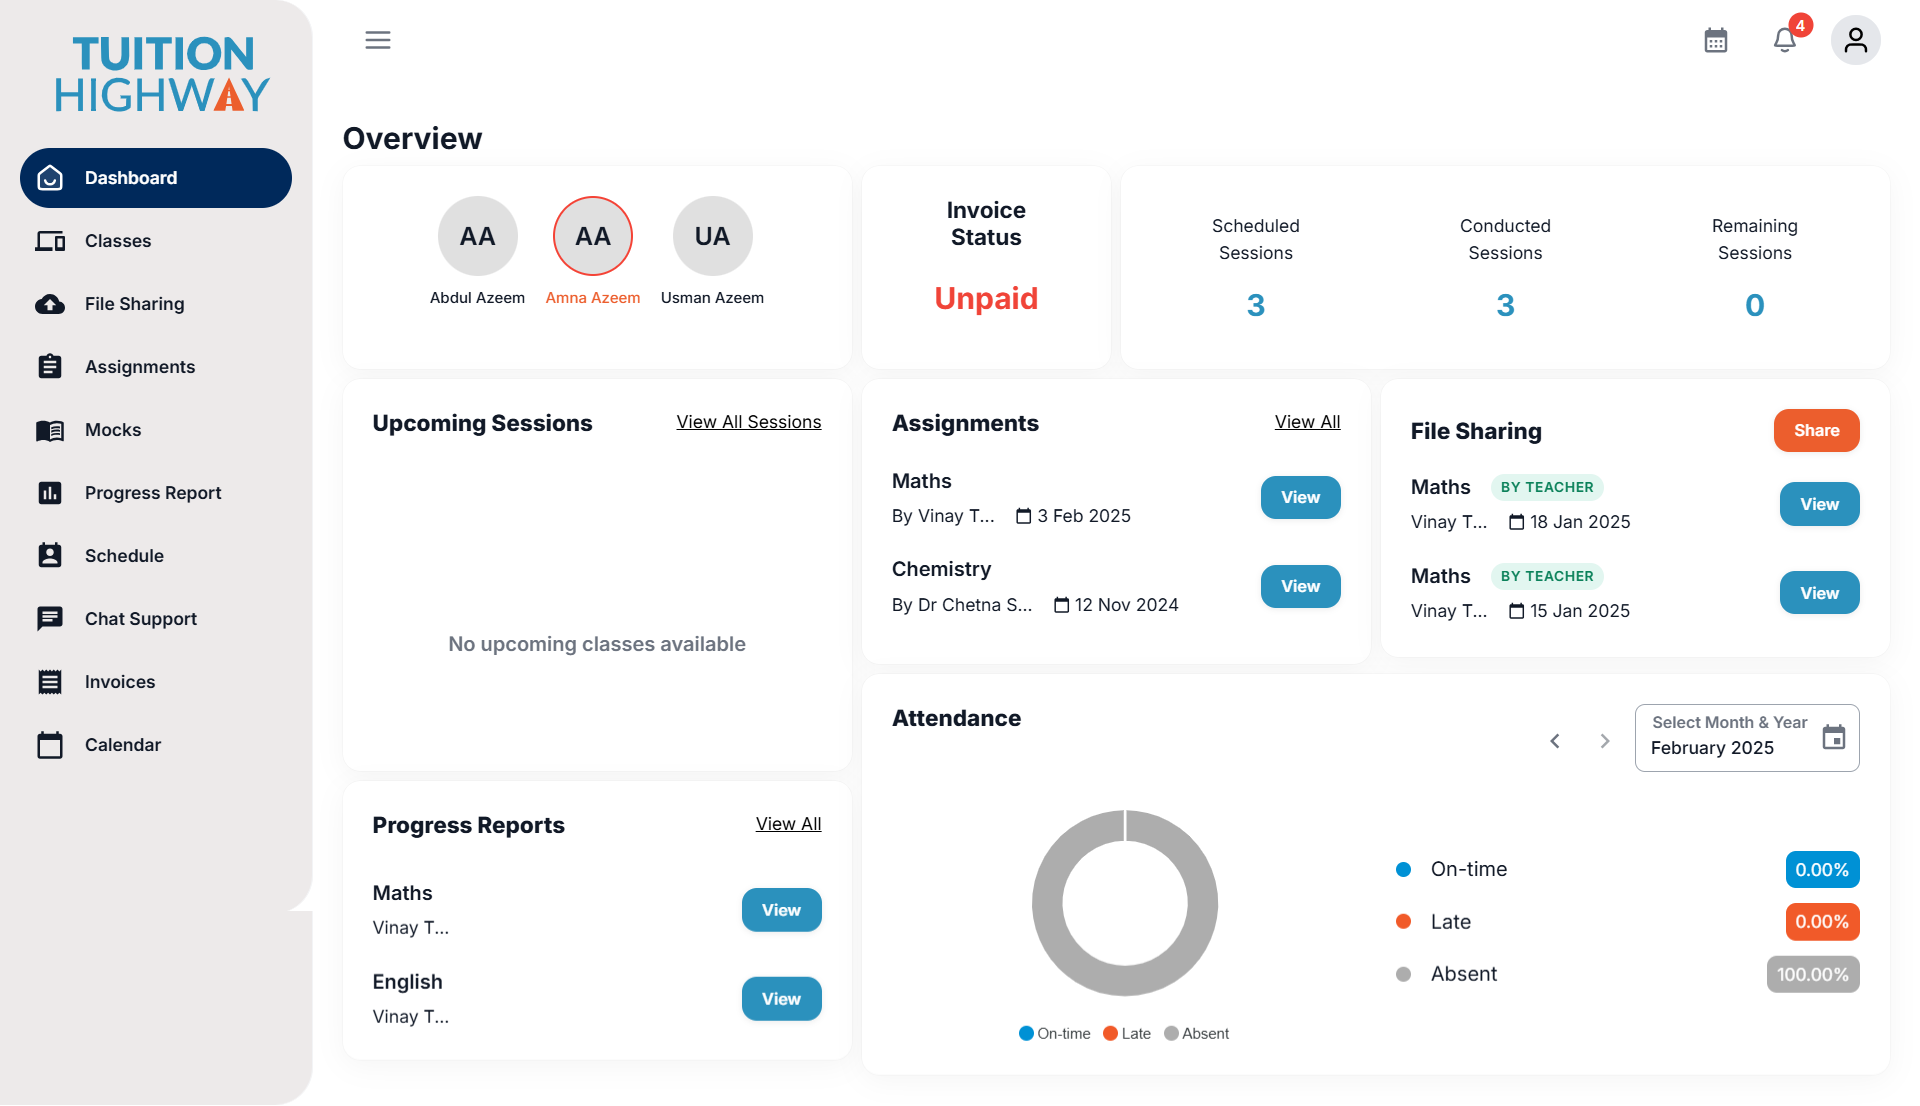 TUITION
HIGHWAY
4
Dashboard
Classes
File Sharing
Assignments
Mocks
Progress Report
Schedule
Chat Support
Invoices
Calendar
Overview
AA
AA
UA
Abdul Azeem
Amna Azeem
Usman Azeem
Invoice
Status
Unpaid
Scheduled
Sessions
3
Conducted
Sessions
3
Remaining
Sessions
0
Upcoming Sessions
View All Sessions
No upcoming classes available
Assignments
View All
Maths
By Vinay T...
3 Feb 2025
View
Chemistry
By Dr Chetna S...
12 Nov 2024
View
File Sharing
Share
Maths
BY TEACHER
Vinay T...
18 Jan 2025
View
Maths
BY TEACHER
Vinay T...
15 Jan 2025
View
Progress Reports
View All
Maths
Vinay T...
View
English
Vinay T...
View
Attendance
Select Month & Year
February 2025
On-time
0.00%
Late
0.00%
Absent
100.00%
On-time
Late
Absent